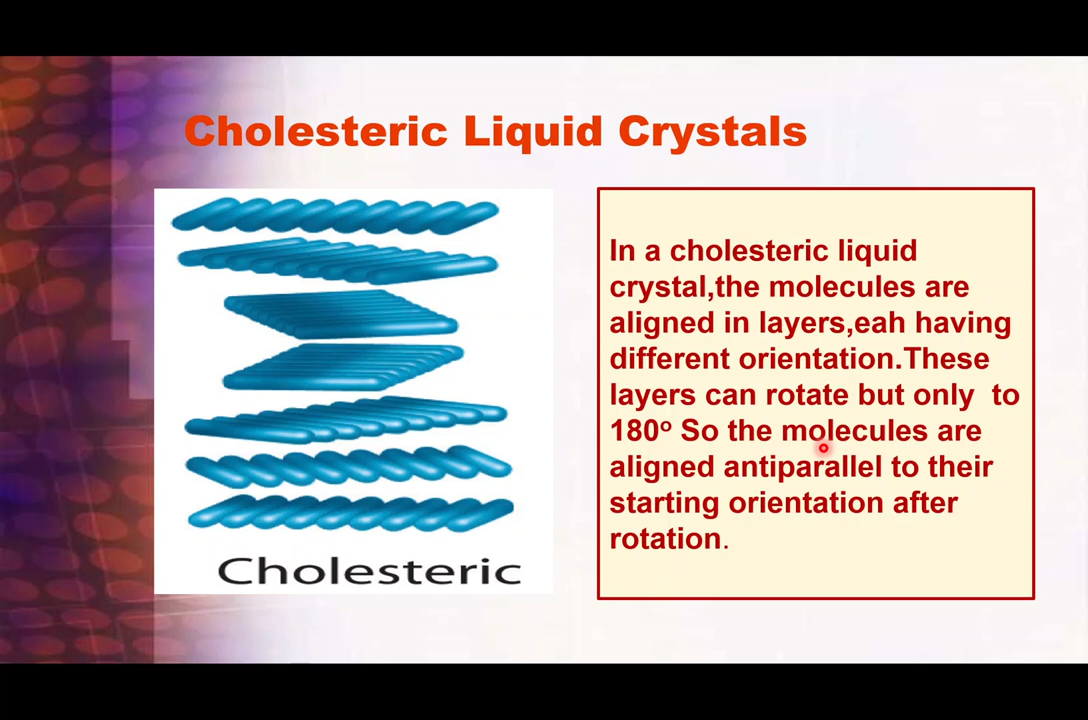 Cholesteric Liquid Crystals
In a cholesteric liquid
crystal,the molecules are
aligned in layers,eah having
different orientation.These
layers can rotate but only  to
180º So the molecules are
aligned antiparallel to their
starting orientation after
rotation.
Cholesteric